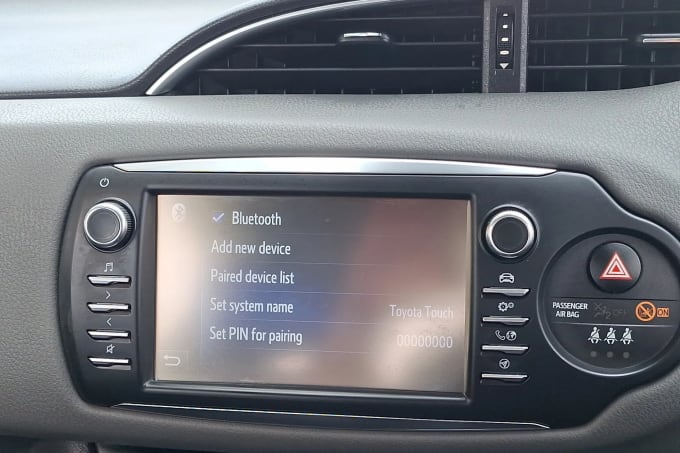 Bluetooth
Add new device
Paired device list
Set system name Toyota Touch
Set PIN for pairing 00000000
PASSENGER
AIR BAG
OFF
ON